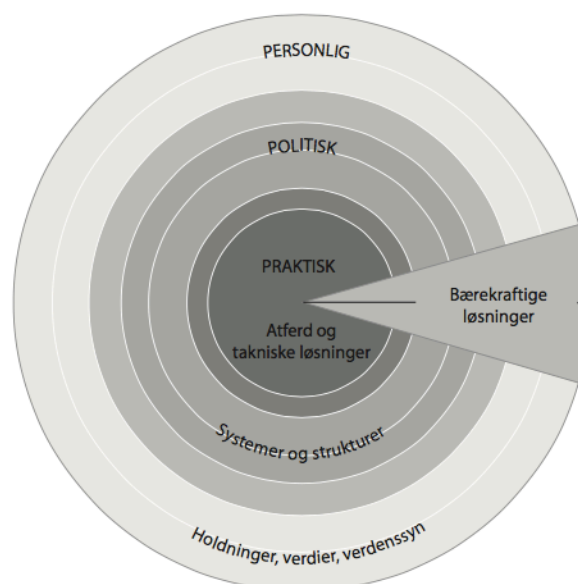 PERSONLIG
POLITISK
PRAKTISK
Atferd og
takniske løsninger
Bærekraftige
løsninger
Systemer og strukturer
Holdninger, verdier, verdenssyn